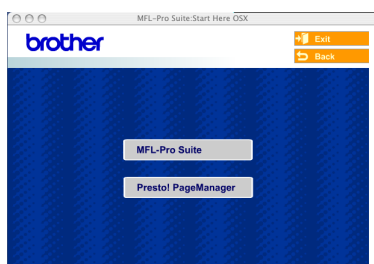 MFL-Pro Suite:Start Here OSX
brother
Exit
Back
MFL-Pro Suite
Presto! PageManager